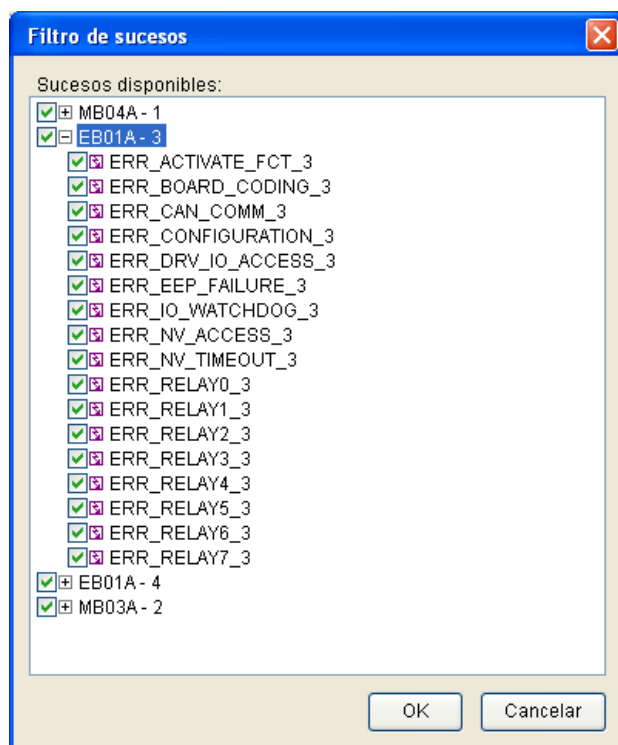 Filtro de sucesos
Sucesos disponibles:
MB04A - 1
EB01A - 3
ERR_ACTIVATE_FCT_3
ERR_BOARD_CODING_3
ERR_CAN_COMM_3
ERR_CONFIGURATION_3
ERR_DRV_IO_ACCESS_3
ERR_EEP_FAILURE_3
ERR_IO_WATCHDOG_3
ERR_NV_ACCESS_3
ERR_NV_TIMEOUT_3
ERR_RELAY0_3
ERR_RELAY1_3
ERR_RELAY2_3
ERR_RELAY3_3
ERR_RELAY4_3
ERR_RELAY5_3
ERR_RELAY6_3
ERR_RELAY7_3
EB01A - 4
MB03A - 2
OK Cancelar